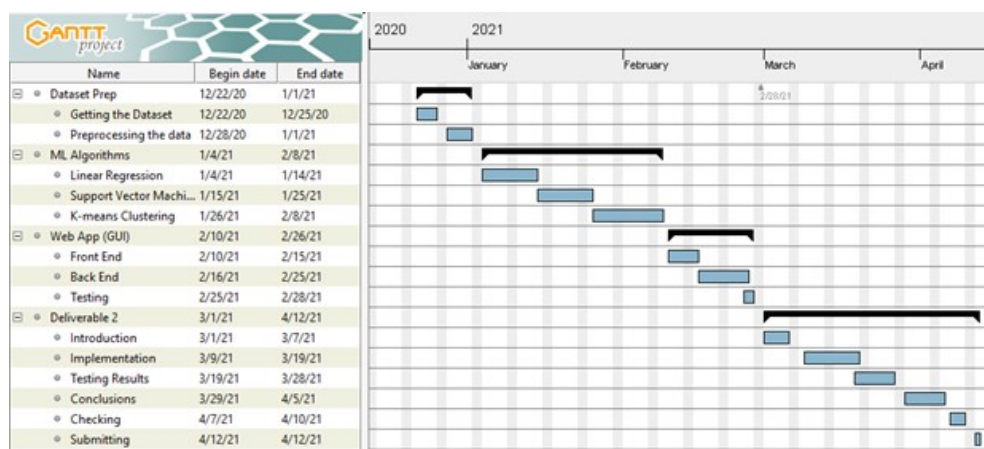 GANTT project
2020 2021
January February March April
Name Begin date End date
2/28/21
Dataset Prep 12/22/20 1/1/21
Getting the Dataset 12/22/20 12/25/20
Preprocessing the data 12/28/20 1/1/21
ML Algorithms 1/4/21 2/8/21
Linear Regression 1/4/21 1/14/21
Support Vector Machi... 1/15/21 1/25/21
K-means Clustering 1/26/21 2/8/21
Web App (GUI) 2/10/21 2/26/21
Front End 2/10/21 2/15/21
Back End 2/16/21 2/25/21
Testing 2/25/21 2/28/21
Deliverable 2 3/1/21 4/12/21
Introduction 3/1/21 3/7/21
Implementation 3/9/21 3/19/21
Testing Results 3/19/21 3/28/21
Conclusions 3/29/21 4/5/21
Checking 4/7/21 4/10/21
Submitting 4/12/21 4/12/21